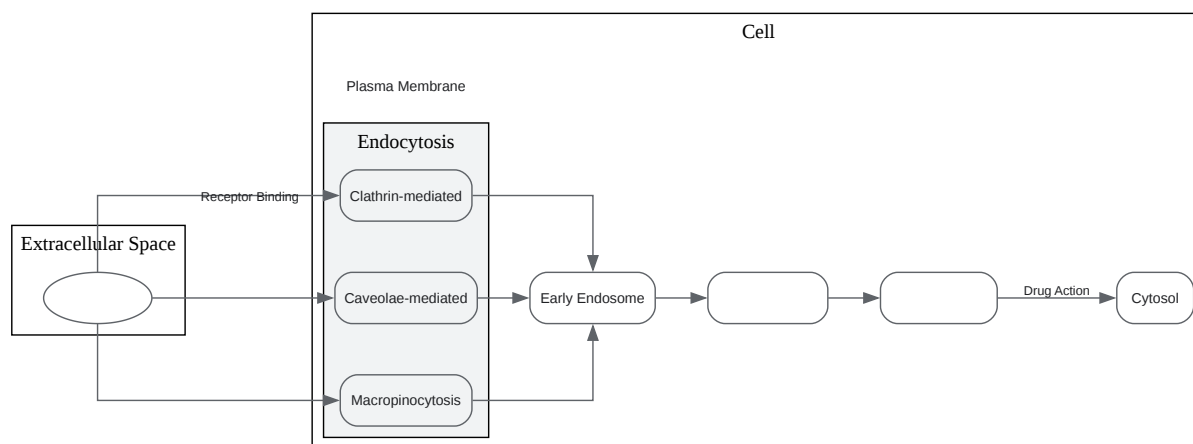 Cell
Plasma Membrane
Endocytosis
Receptor Binding
Clathrin-mediated
Extracellular Space
Caveolae-mediated
Early Endosome
Drug Action
Cytosol
Macropinocytosis